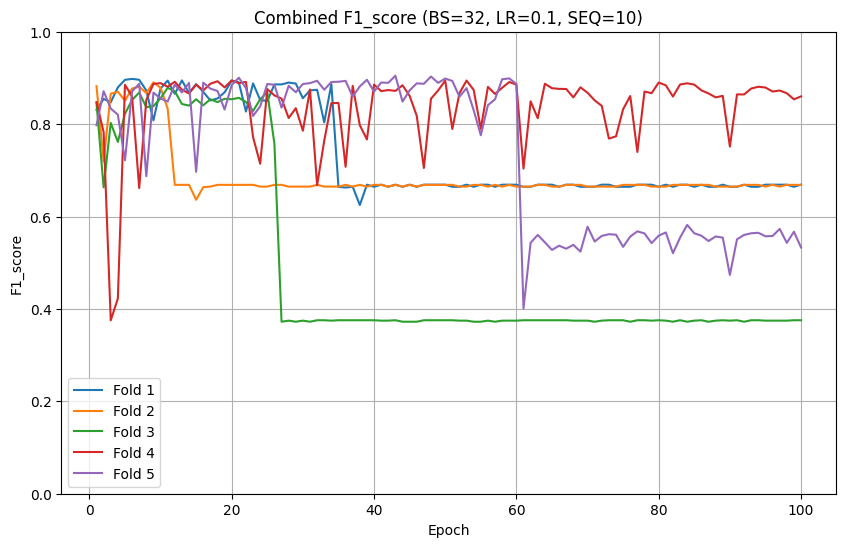 Combined F1_score (BS=32, LR=0.1, SEQ=10)
1.0
0.8
0.6
0.4
0.2
0.0
F1_score
Fold 1
Fold 2
Fold 3
Fold 4
Fold 5
0 20 40 60 80 100
Epoch